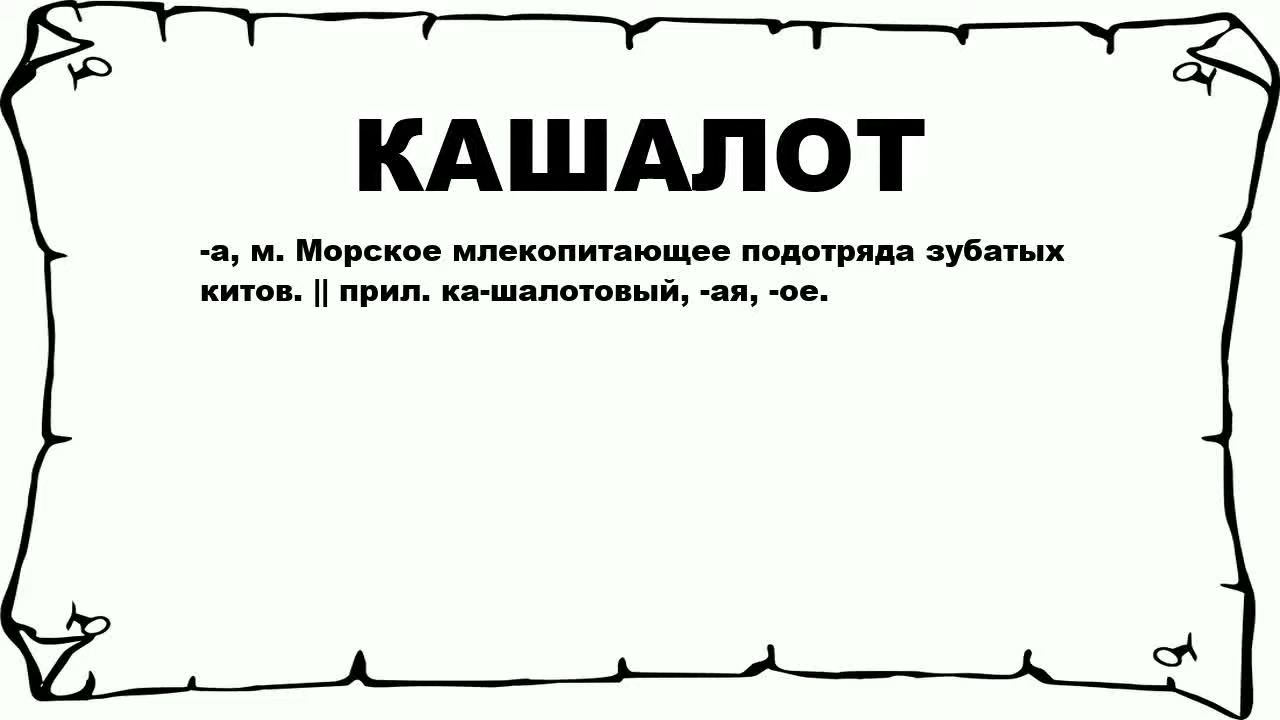 КАШАЛОТ
-а, м. Морское млекопитающее подотряда зубатых
китов. || прил. ка-шалотовый, -ая, -ое.